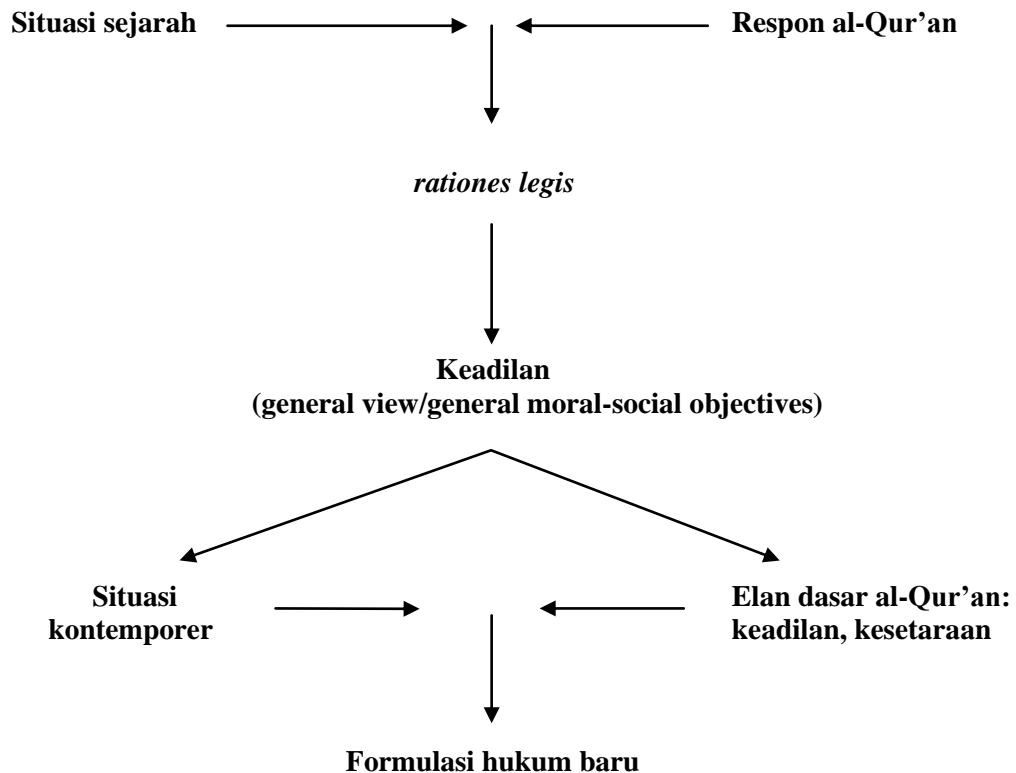 Situasi sejarah
Respon al-Qur’an
rationes legis
Keadilan
(general view/general moral-social objectives)
Situasi
kontemporer
Elan dasar al-Qur’an:
keadilan, kesetaraan
Formulasi hukum baru